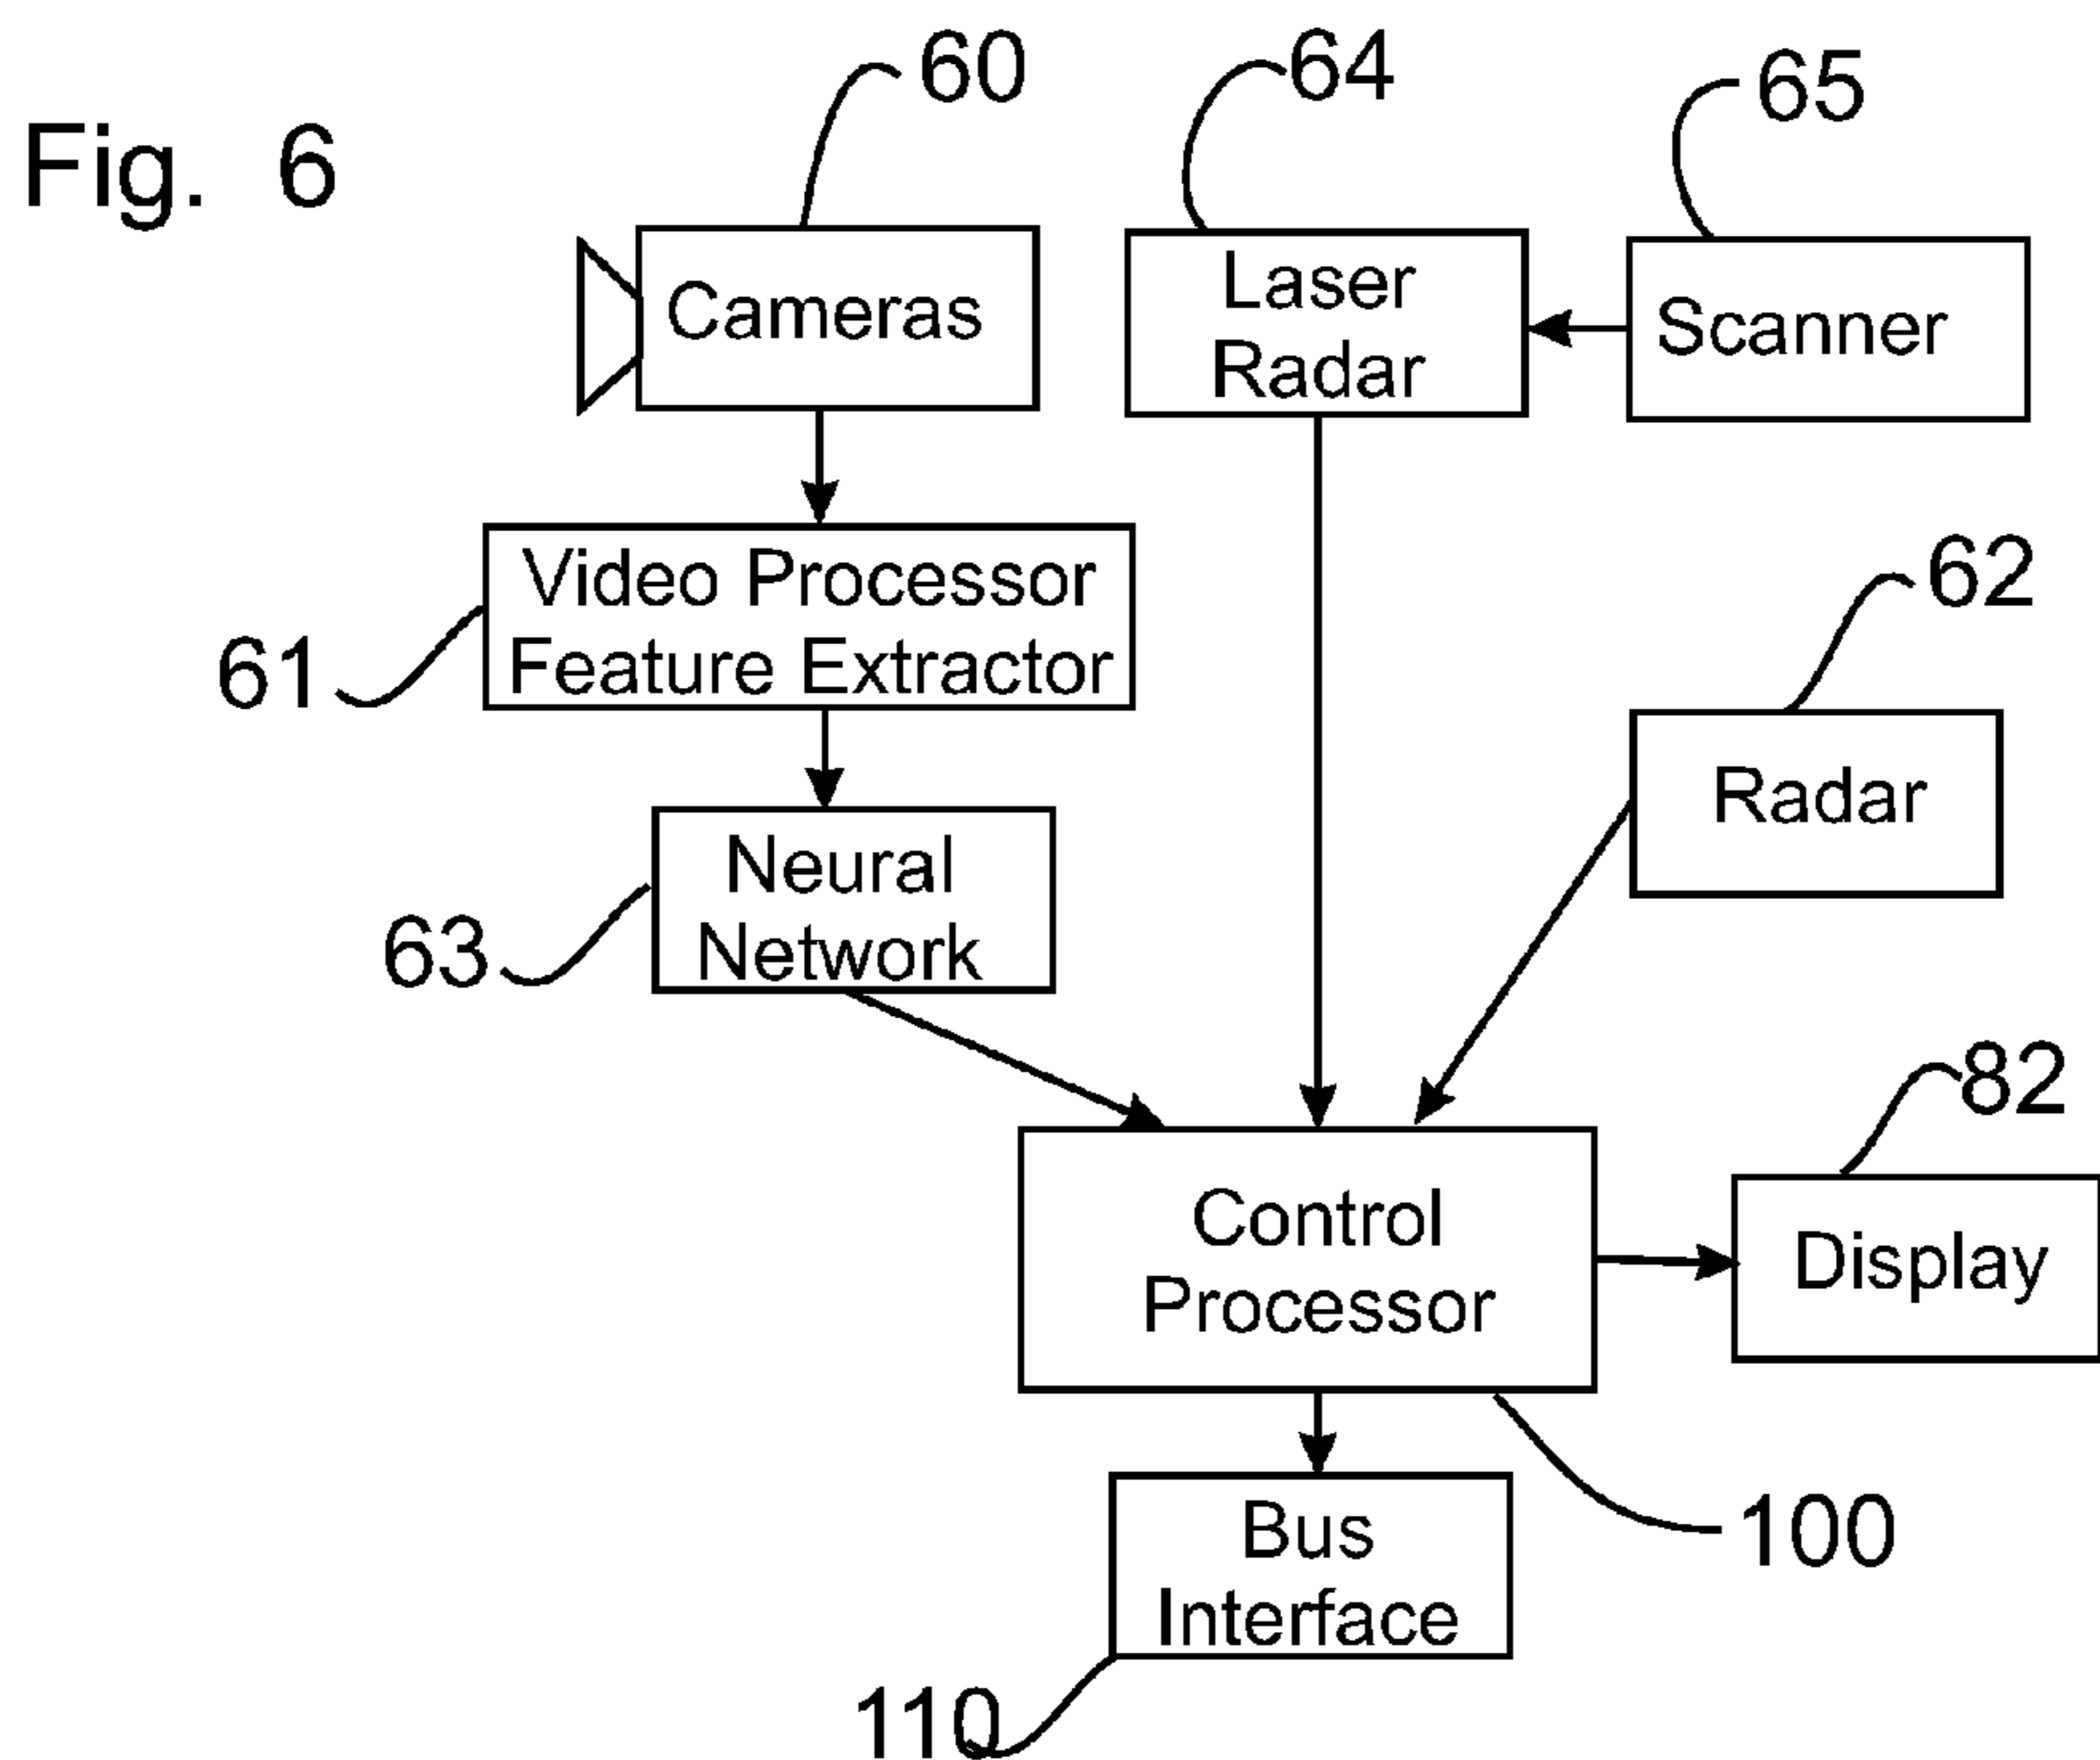 Fig. 6
60
64
65
Cameras
Laser
Radar
Scanner
Video Processor
Feature Extractor
61
62
Radar
Neural
Network
63
82
Control
Processor
Display
100
Bus
Interface
110